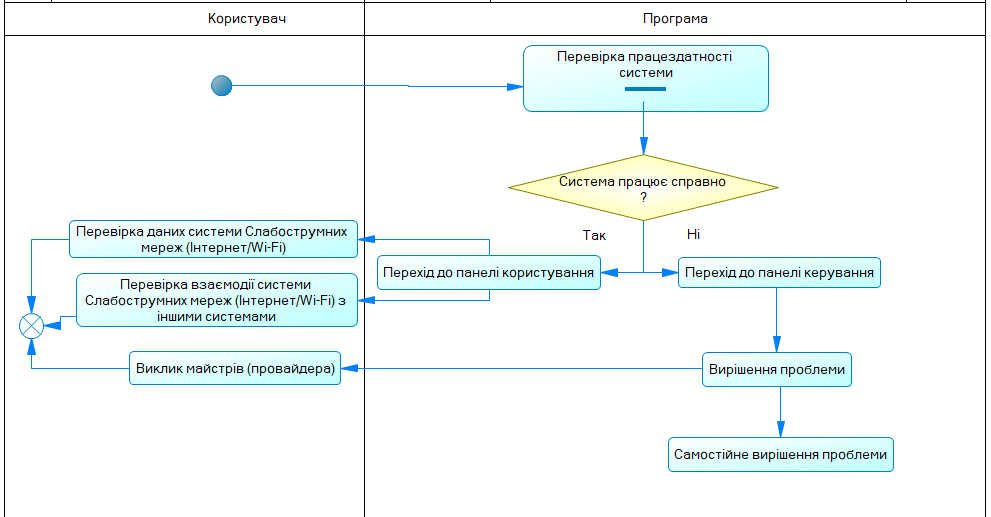 Користувач
Програма
Перевірка працездатності
системи
Система працює справно
?
Так
Ні
Перевірка даних системи Слабострумних
мереж (Інтернет/Wi-Fi)
Перехід до панелі користування
Перехід до панелі керування
Перевірка взаємодії системи
Слабострумних мереж (Інтернет/Wi-Fi) з
іншими системами
Виклик майстрів (провайдера)
Вирішення проблеми
Самостійне вирішення проблеми